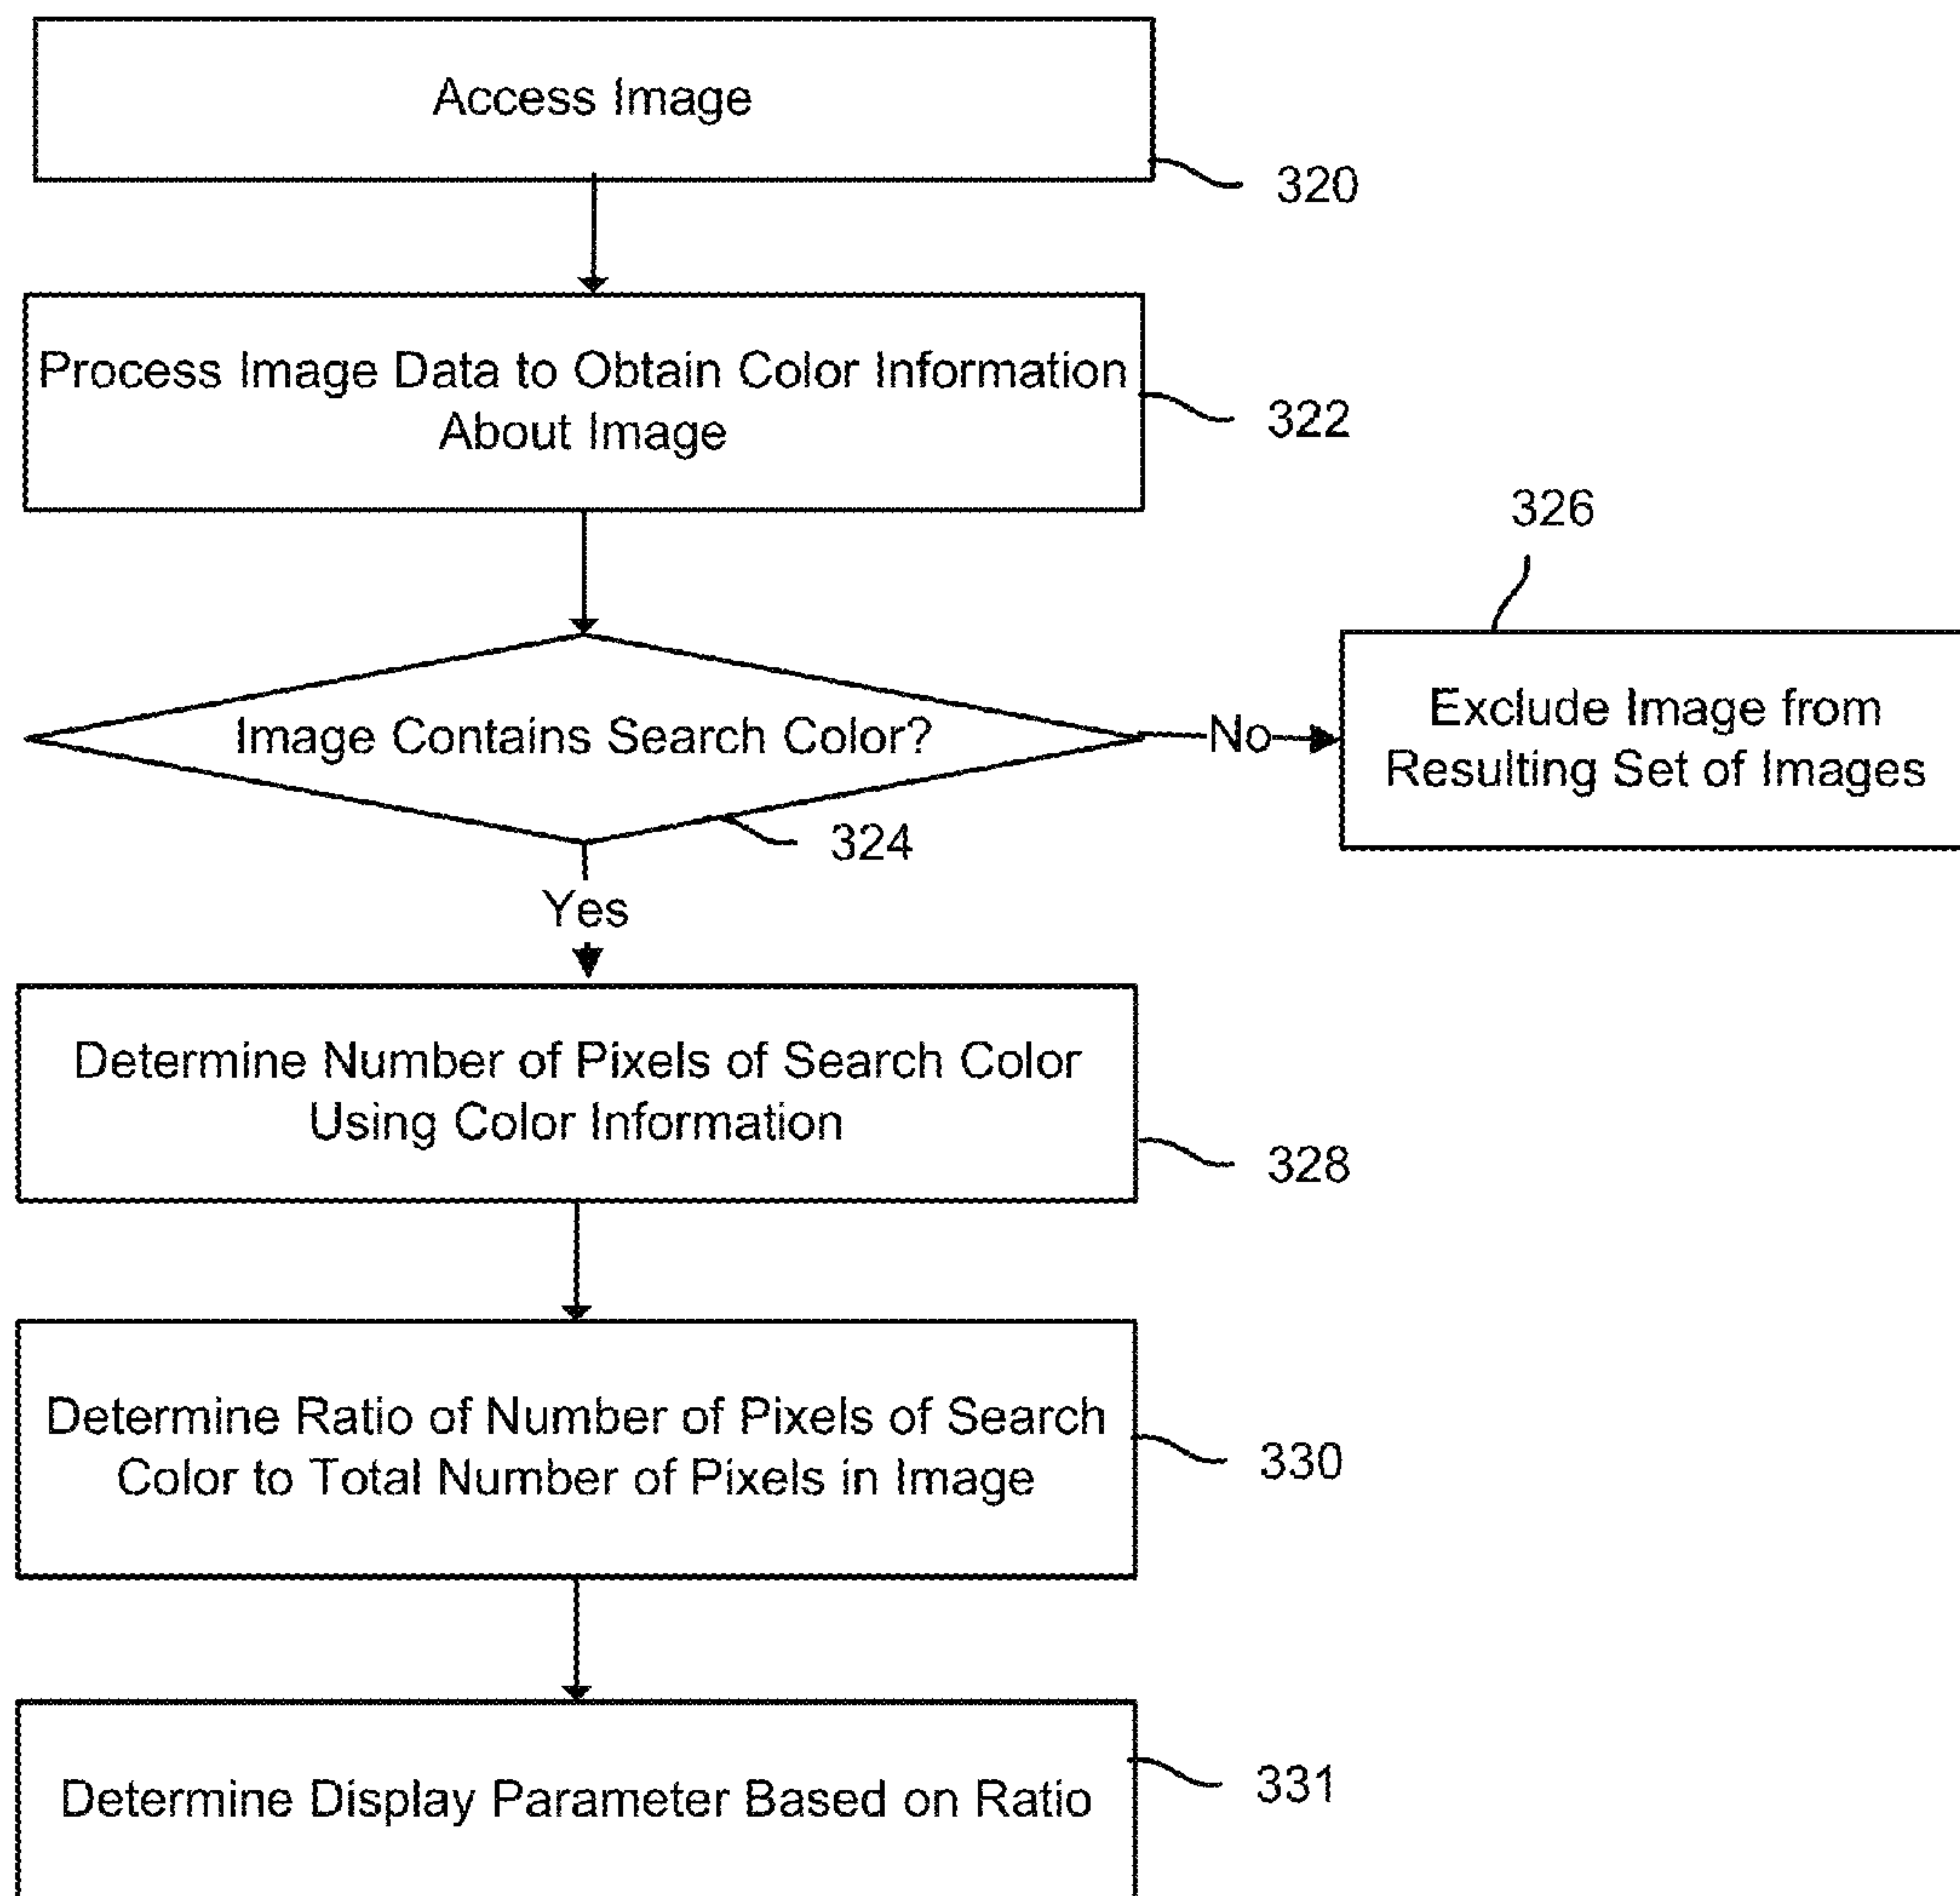 Access Image
320
Process Image Data to Obtain Color Information
About Image
322
326
Image Contains Search Color?
No
Exclude Image from
Resulting Set of Images
324
Yes
Determine Number of Pixels of Search Color
Using Color Information
328
Determine Ratio of Number of Pixels of Search
Color to Total Number of Pixels in Image
330
Determine Display Parameter Based on Ratio
331